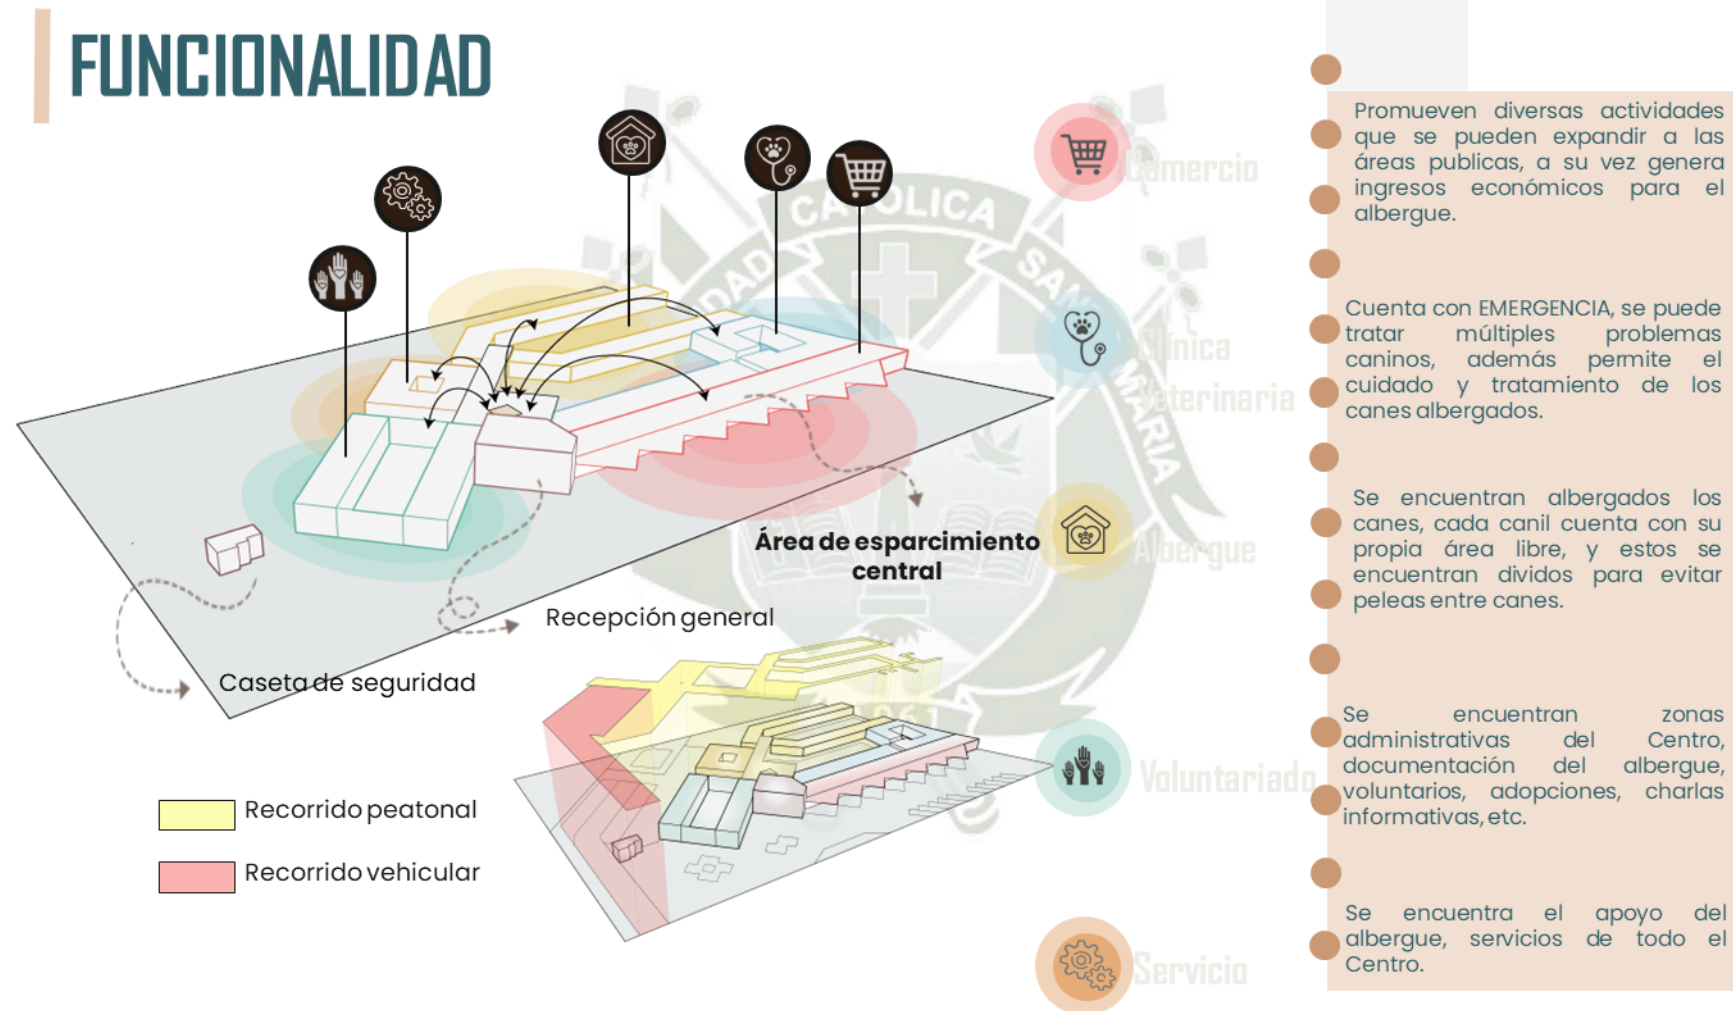 FUNCIONALIDAD
Comercio
Promueven diversas actividades
que se pueden expandir a las
áreas publicas, a su vez genera
ingresos económicos para el
albergue.
Clínica
Veterinaria
Cuenta con EMERGENCIA, se puede
tratar múltiples problemas
caninos, además permite el
cuidado y tratamiento de los
canes albergados.
Albergue
Se encuentran albergados los
canes, cada canil cuenta con su
propia área libre, y estos se
encuentran dividos para evitar
peleas entre canes.
Voluntariado
Se encuentran zonas
administrativas del Centro,
documentación del albergue,
voluntarios, adopciones, charlas
informativas, etc.
Servicio
Se encuentra el apoyo del
albergue, servicios de todo el
Centro.
Área de esparcimiento
central
Recepción general
Caseta de seguridad
Recorrido peatonal
Recorrido vehicular
CATOLICA
MARIA